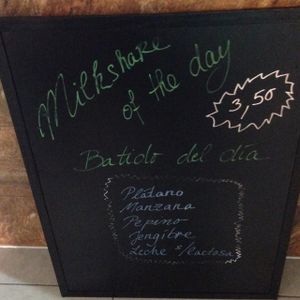 Milkshake
of the day
3,50
Batido del día
Plátano
Manzana
Pepino
Jengibre
Leche s/lactosa